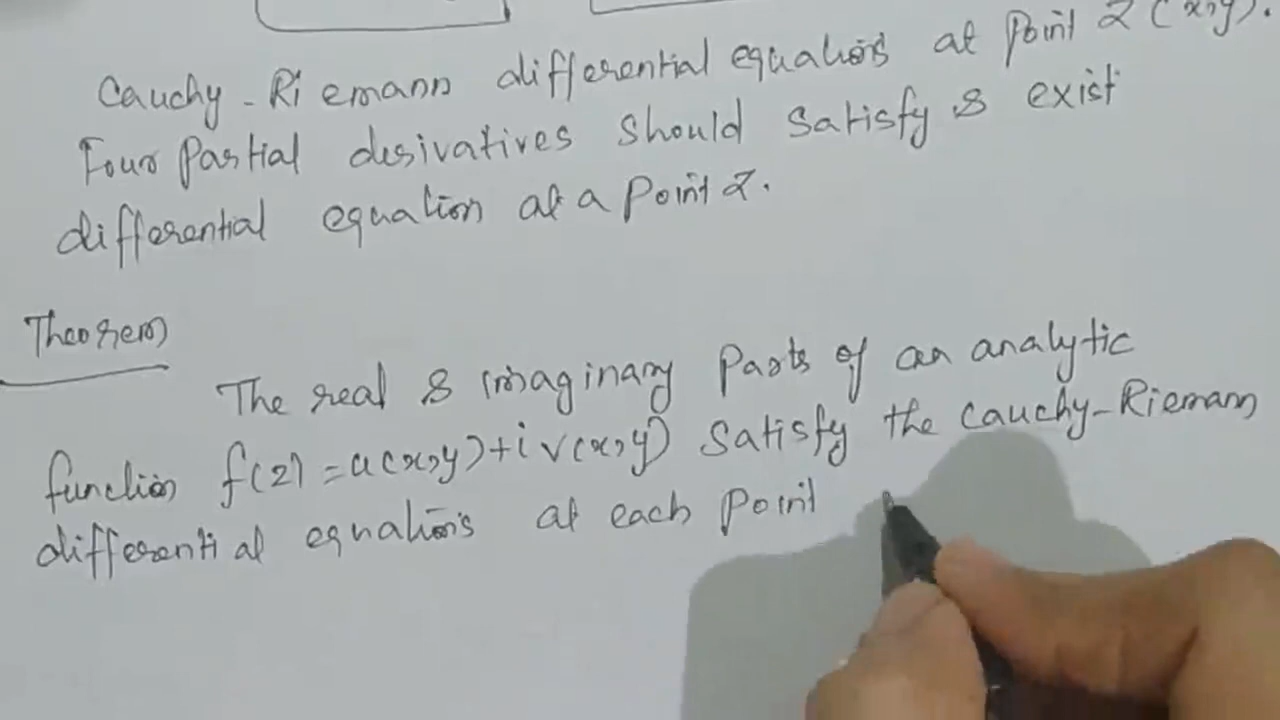 Cauchy-Riemann differential equations at point z(x,y).
Four partial derivatives should satisfy & exist
differential equation at a point z.
Theorem
The real & imaginary parts of an analytic
function f(z) = u(x,y)+iv(x,y) satisfy the Cauchy-Riemann
differential equations at each point